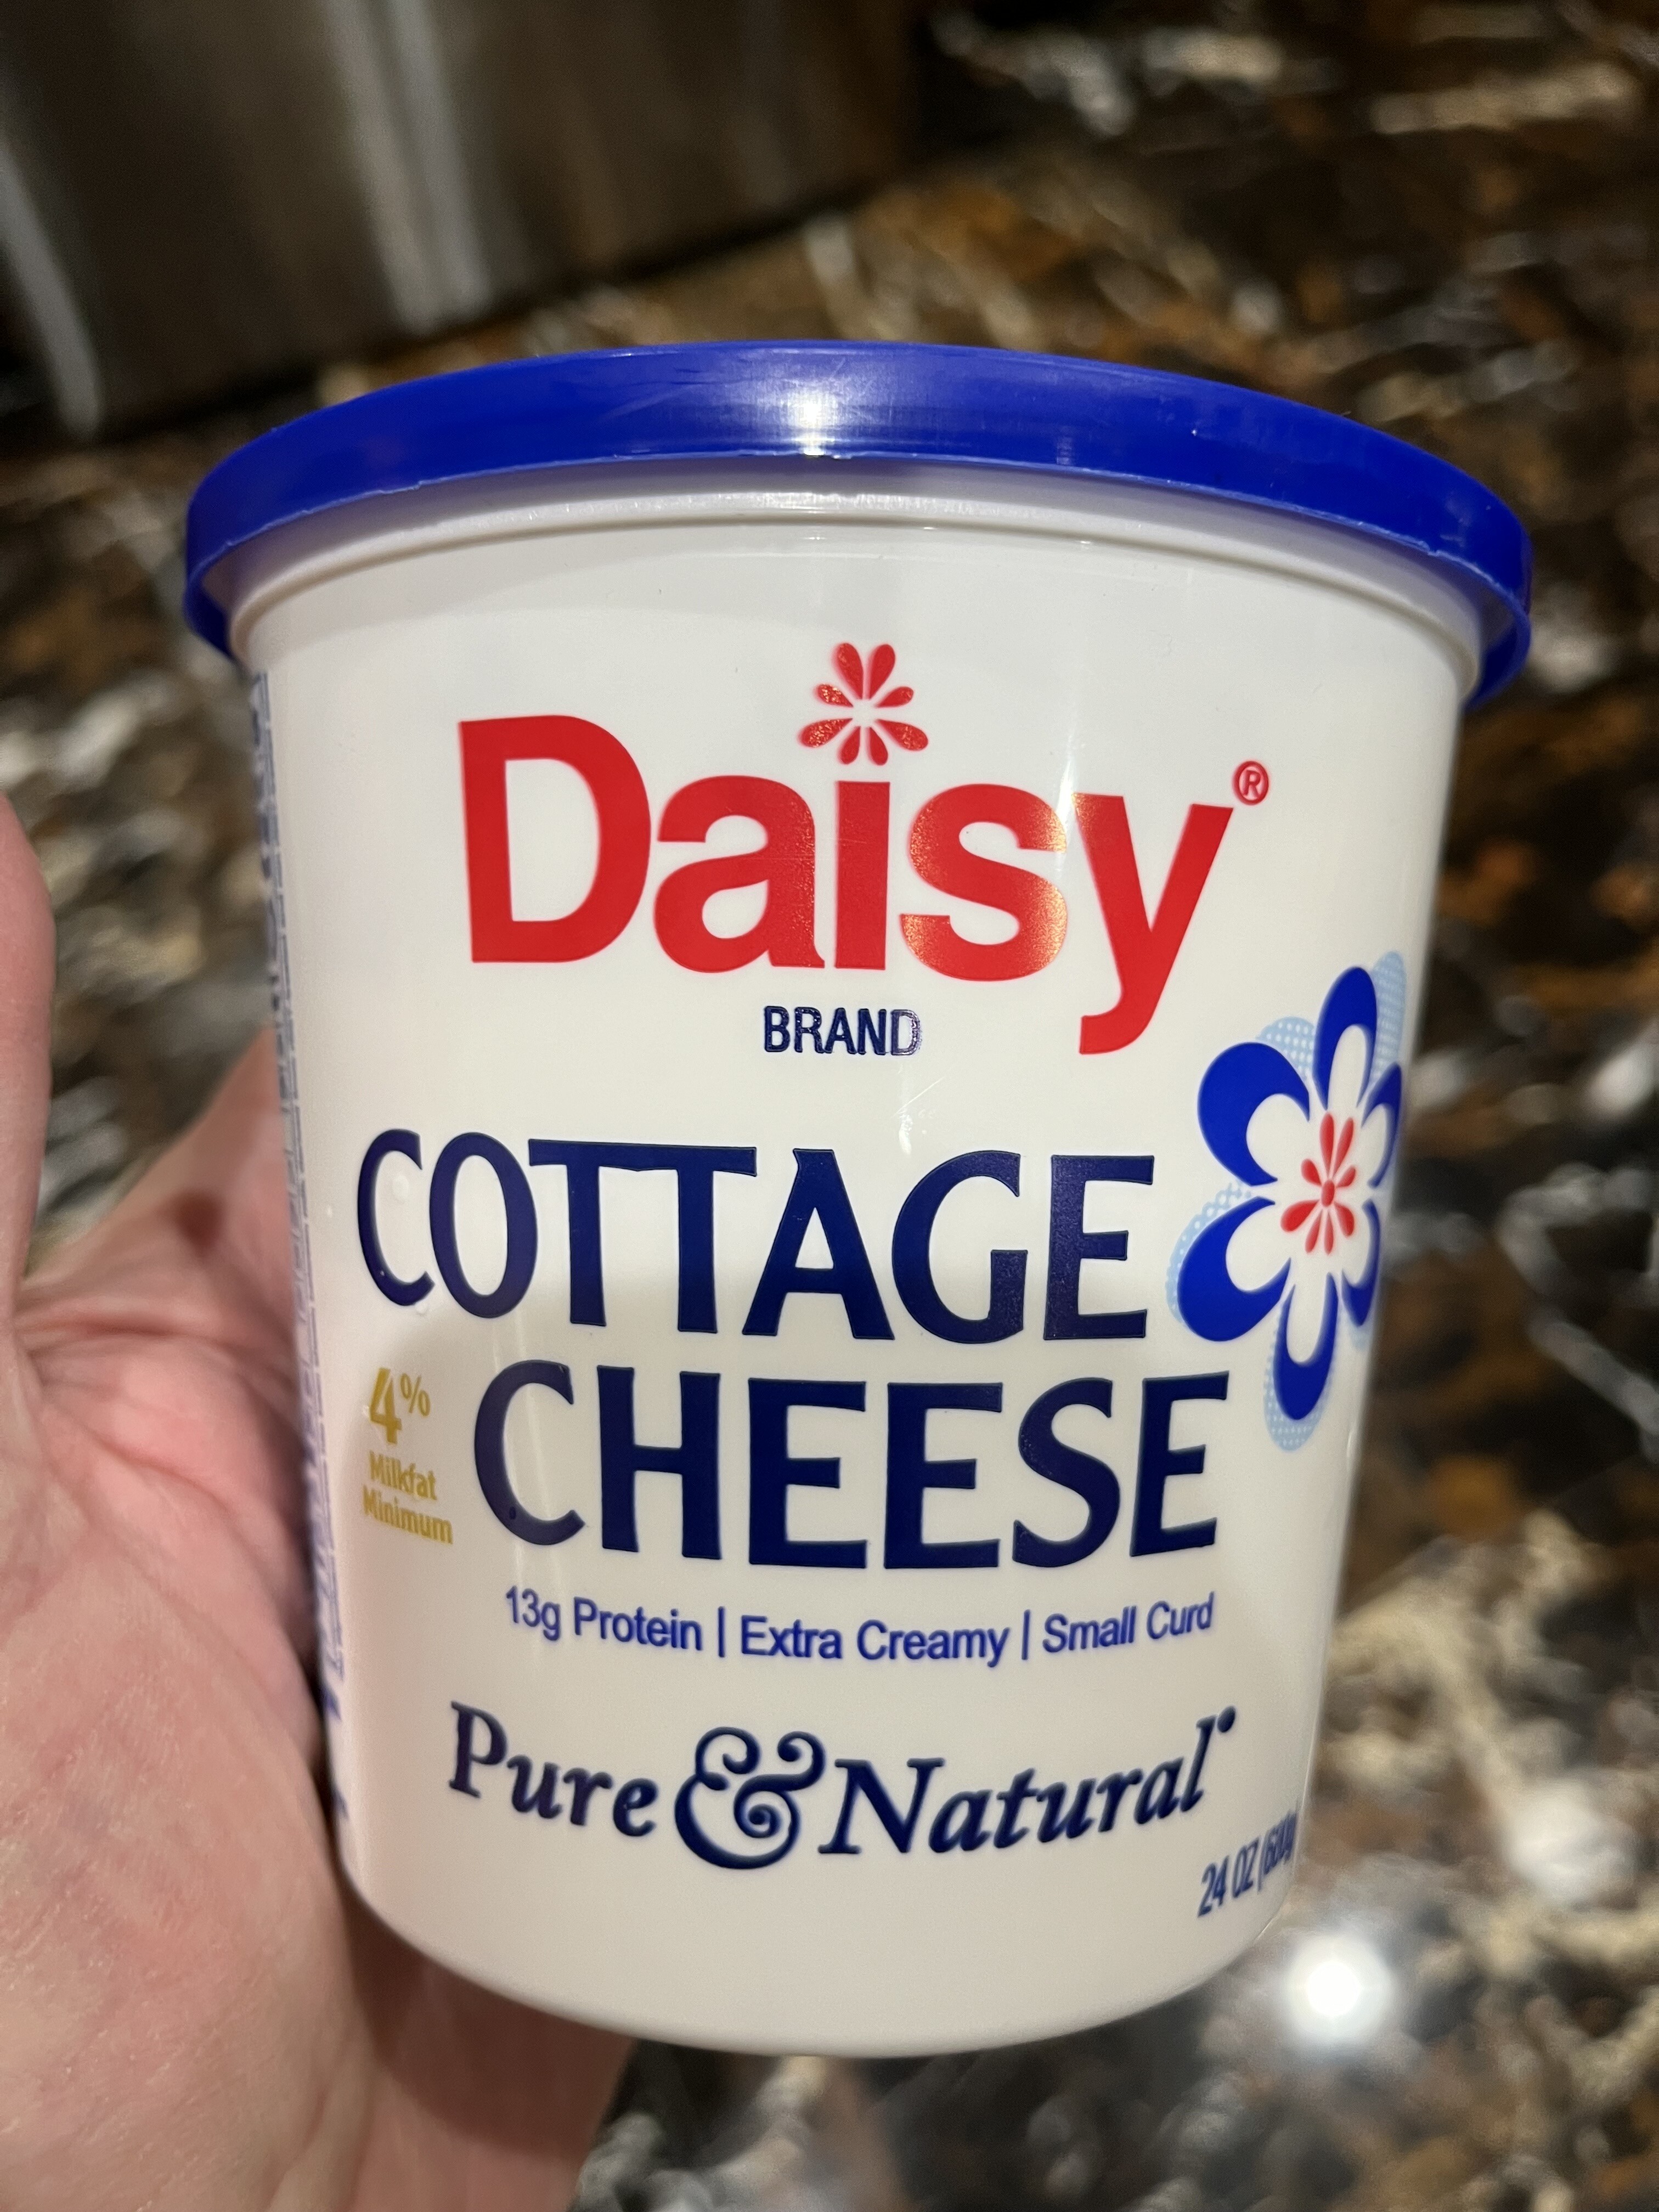 Daisy®
BRAND
COTTAGE
CHEESE
4%
Milkfat
Minimum
13g Protein | Extra Creamy | Small Curd
Pure & Natural
24 OZ